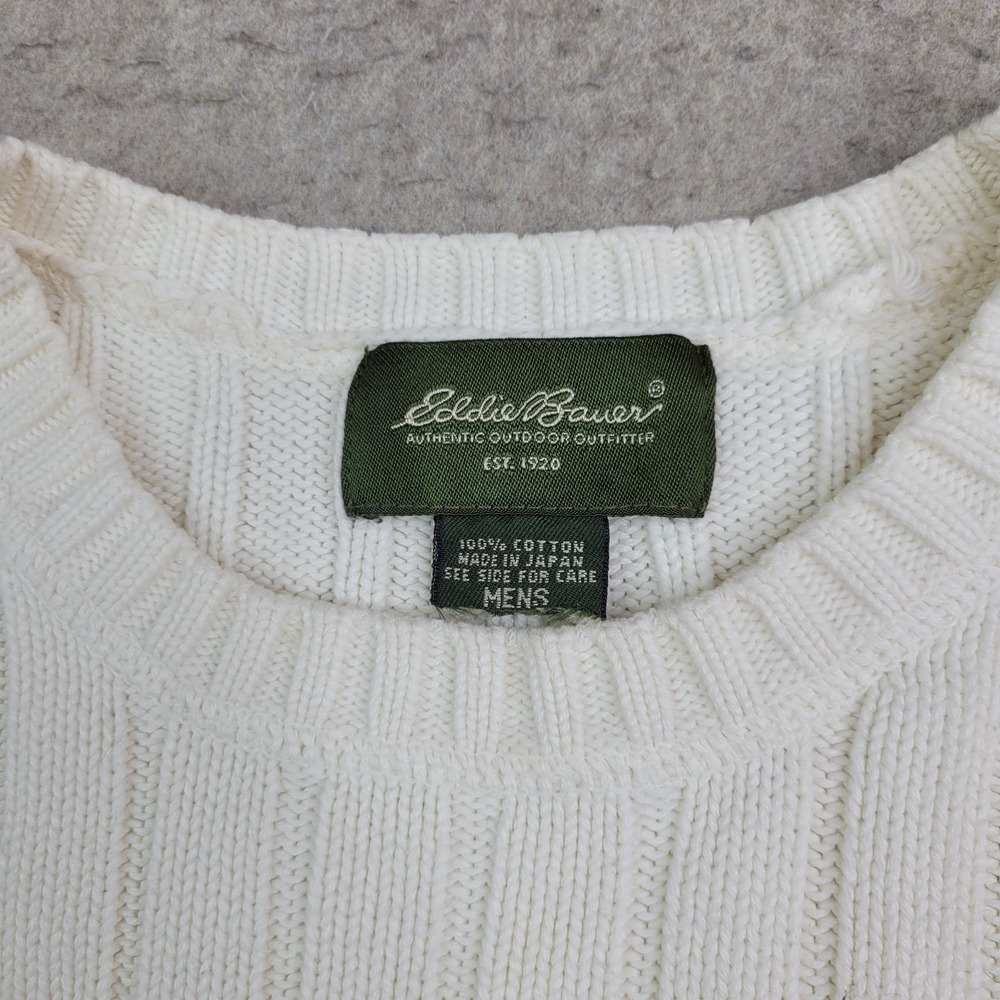 Eddie Bauer®
AUTHENTIC OUTDOOR OUTFITTER
EST. 1920
100% COTTON
MADE IN JAPAN
SEE SIDE FOR CARE
MENS